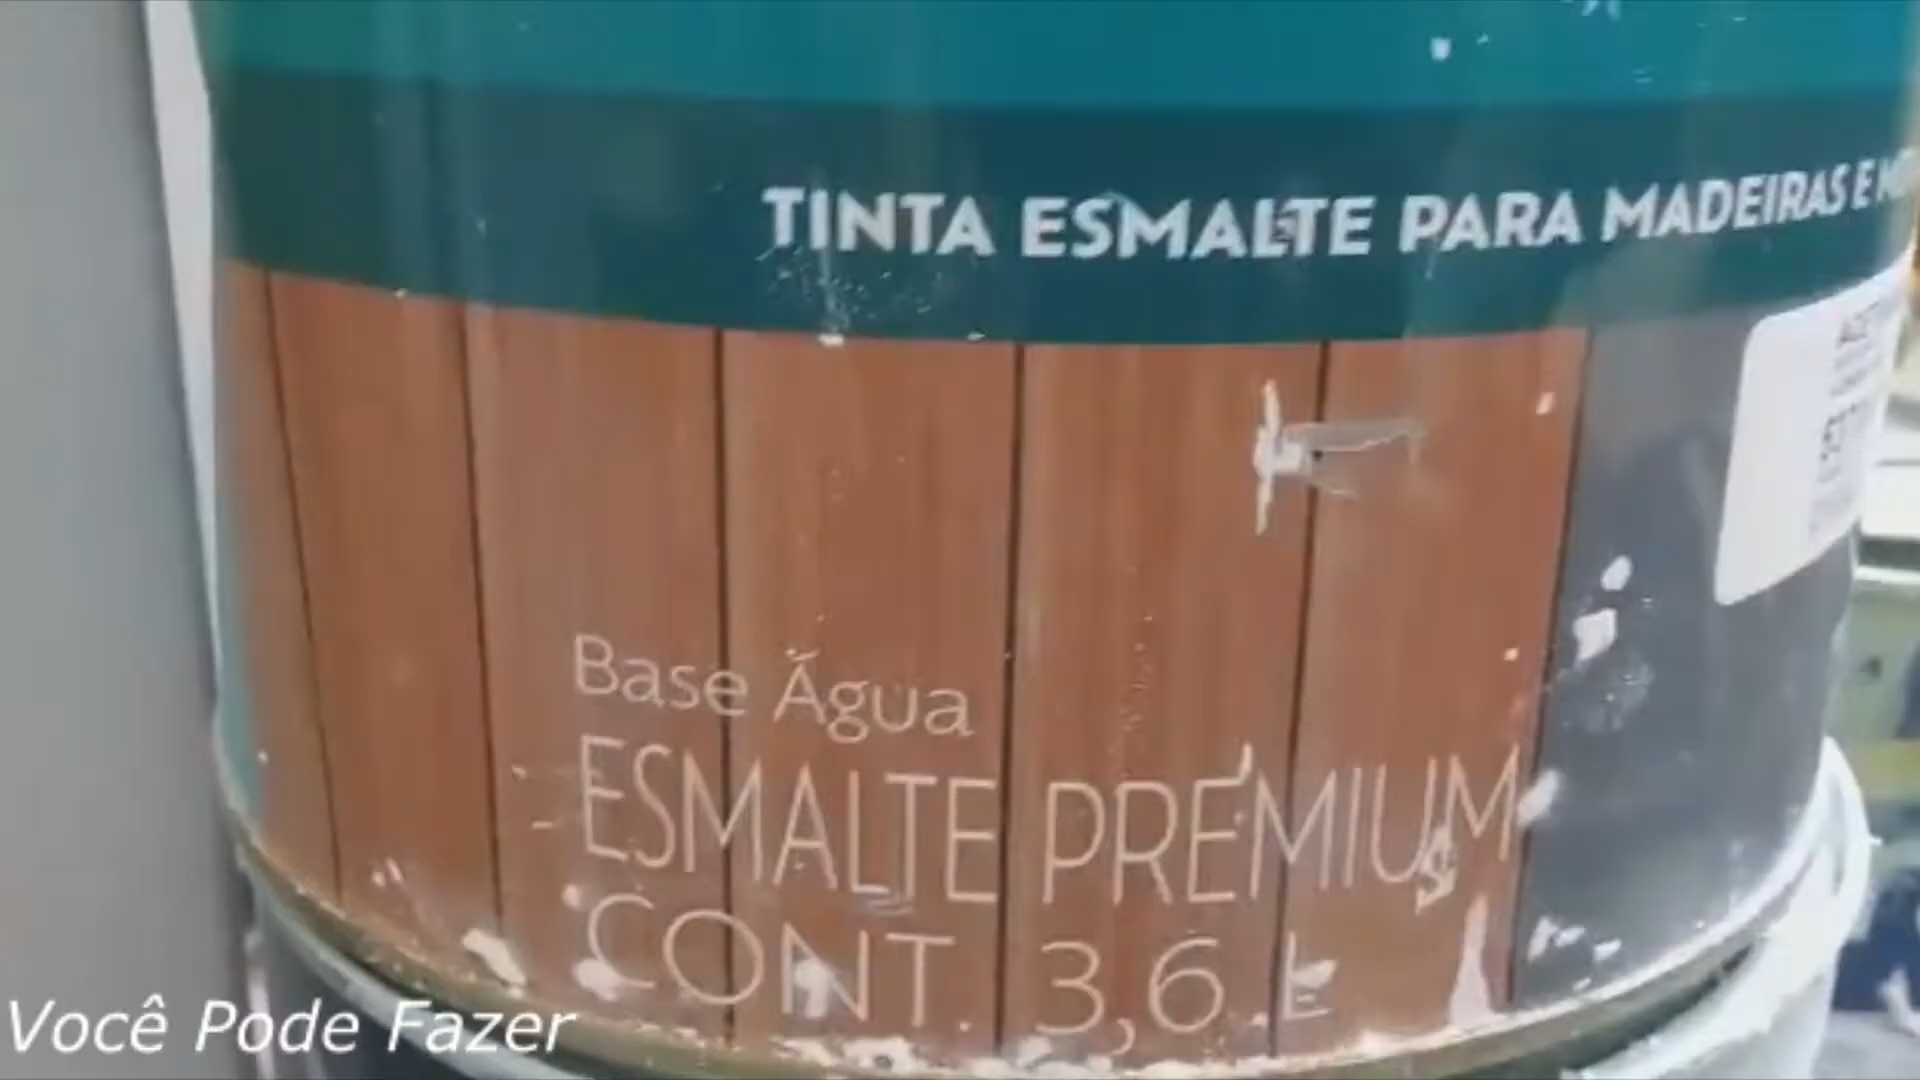 TINTA ESMALTE PARA MADEIRAS E
Base Água
ESMALTE PREMIUM
CONT. 3,6 L
Você Pode Fazer